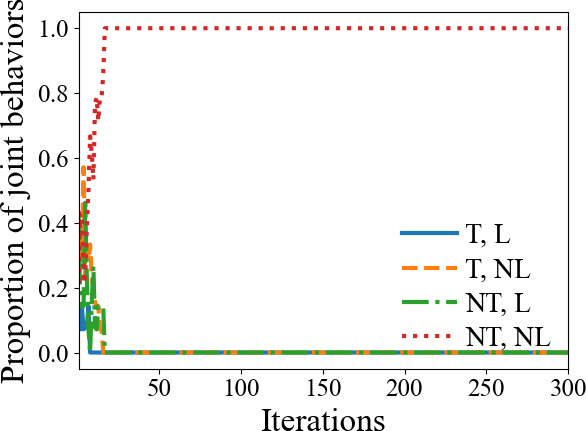 Proportion of joint behaviors
1.0
0.8
0.6
0.4
0.2
0.0
T, L
T, NL
NT, L
NT, NL
50 100 150 200 250 300
Iterations